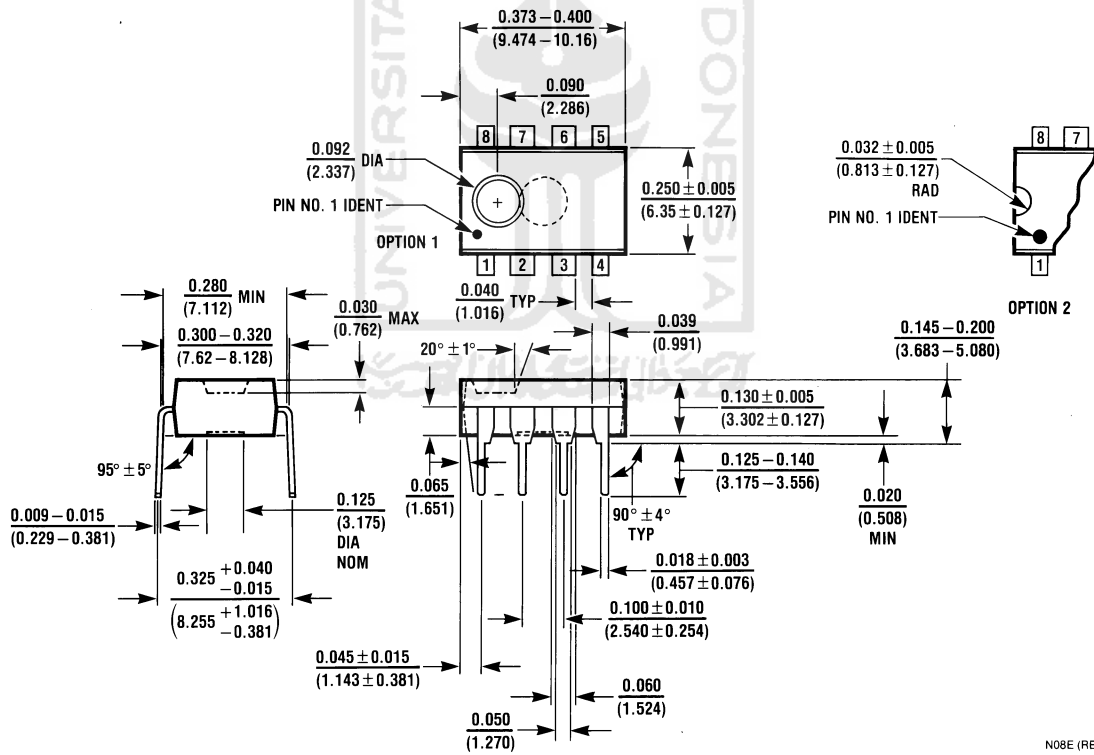 0.373 – 0.400
(9.474 – 10.16)
0.090
(2.286)
8 7 6 5
0.092 DIA
(2.337)
PIN NO. 1 IDENT
OPTION 1
1 2 3 4
0.250 ± 0.005
(6.35 ± 0.127)
8 7
0.032 ± 0.005
(0.813 ± 0.127)
RAD
PIN NO. 1 IDENT
1
OPTION 2
0.280 MIN
(7.112)
0.300 – 0.320
(7.62 – 8.128)
0.030 MAX
(0.762)
0.040 TYP
(1.016)
0.039
(0.991)
0.145 – 0.200
(3.683 – 5.080)
20° ± 1°
0.130 ± 0.005
(3.302 ± 0.127)
95° ± 5°
0.065
(1.651)
0.125 – 0.140
(3.175 – 3.556)
90° ± 4°
TYP
0.020
(0.508)
MIN
0.009 – 0.015
(0.229 – 0.381)
0.125
(3.175)
DIA
NOM
0.018 ± 0.003
(0.457 ± 0.076)
0.325 +0.040
–0.015
(8.255 +1.016
–0.381)
0.100 ± 0.010
(2.540 ± 0.254)
0.045 ± 0.015
(1.143 ± 0.381)
0.060
(1.524)
0.050
(1.270)
N08E (RE
UNIVERSITA
DONESIA